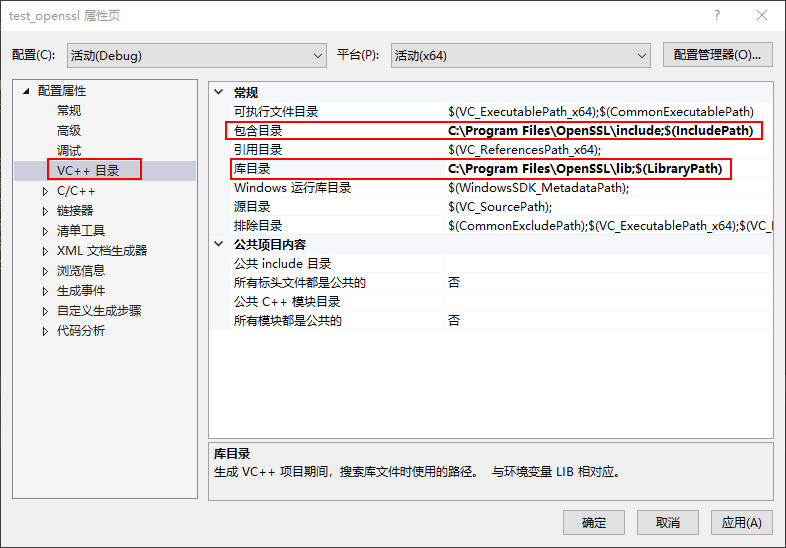 test_openssl 属性页
配置(C): 活动(Debug) 平台(P): 活动(x64) 配置管理器(O)...
配置属性
常规
高级
调试
VC++ 目录
C/C++
链接器
清单工具
XML 文档生成器
浏览信息
生成事件
自定义生成步骤
代码分析
常规
可执行文件目录 $(VC_ExecutablePath_x64);$(CommonExecutablePath)
包含目录 C:\Program Files\OpenSSL\include;$(IncludePath)
引用目录 $(VC_ReferencesPath_x64);
库目录 C:\Program Files\OpenSSL\lib;$(LibraryPath)
Windows 运行库目录 $(WindowsSDK_MetadataPath);
源目录 $(VC_SourcePath);
排除目录 $(CommonExcludePath);$(VC_ExecutablePath_x64);$(VC_I
公共项目内容
公共 include 目录
所有标头文件都是公共的 否
公共 C++ 模块目录
所有模块都是公共的 否
库目录
生成 VC++ 项目期间，搜索库文件时使用的路径。 与环境变量 LIB 相对应。
确定 取消 应用(A)